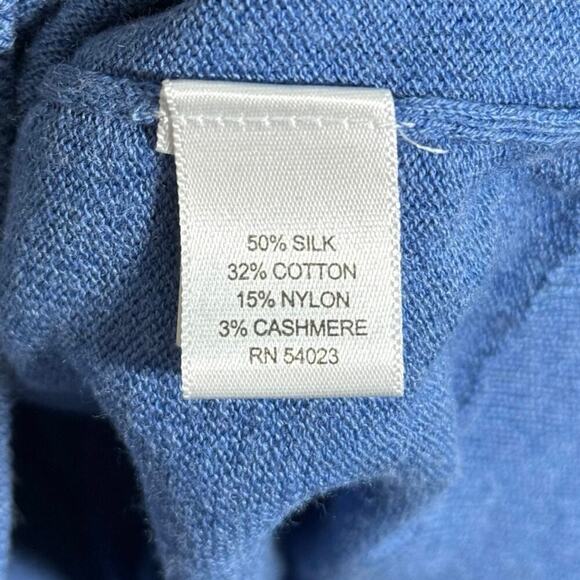 50% SILK
32% COTTON
15% NYLON
3% CASHMERE
RN 54023